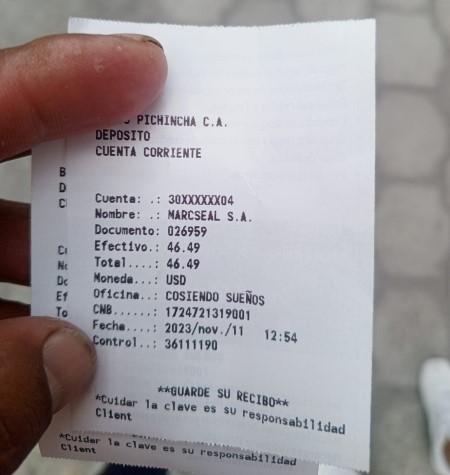 PICHINCHA C.A.
DEPOSITO
CUENTA CORRIENTE
Cuenta: .: 30XXXXXX04
Nombre: .: MARCSEAL S.A.
Documento: 026959
Efectivo.: 46.49
Total....: 46.49
Moneda...: USD
Oficina..: COSIENDO SUEÑOS
CNB......: 1724721319001
Fecha....: 2023/nov./11 12:54
Control..: 36111190
**GUARDE SU RECIBO**
*Cuidar la clave es su responsabilidad
Client
*Cuidar la clave es su responsabilidad
Client